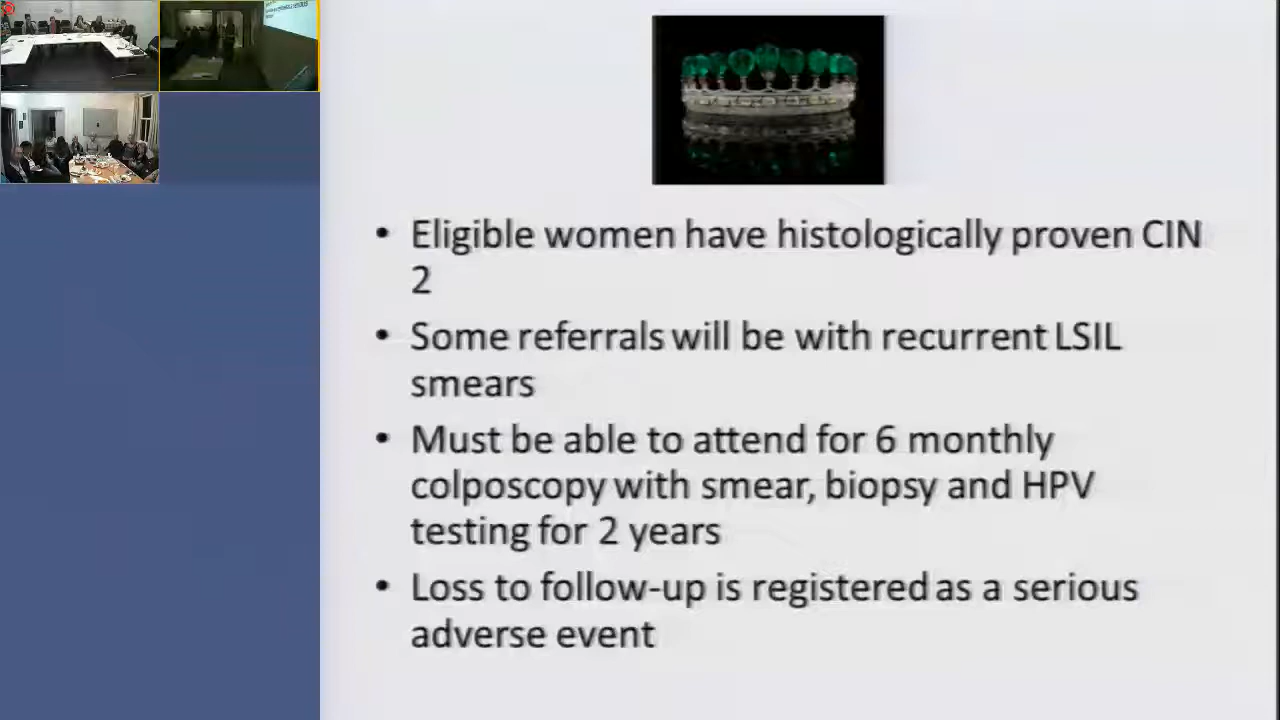 • Eligible women have histologically proven CIN
2
• Some referrals will be with recurrent LSIL
smears
• Must be able to attend for 6 monthly
colposcopy with smear, biopsy and HPV
testing for 2 years
• Loss to follow-up is registered as a serious
adverse event